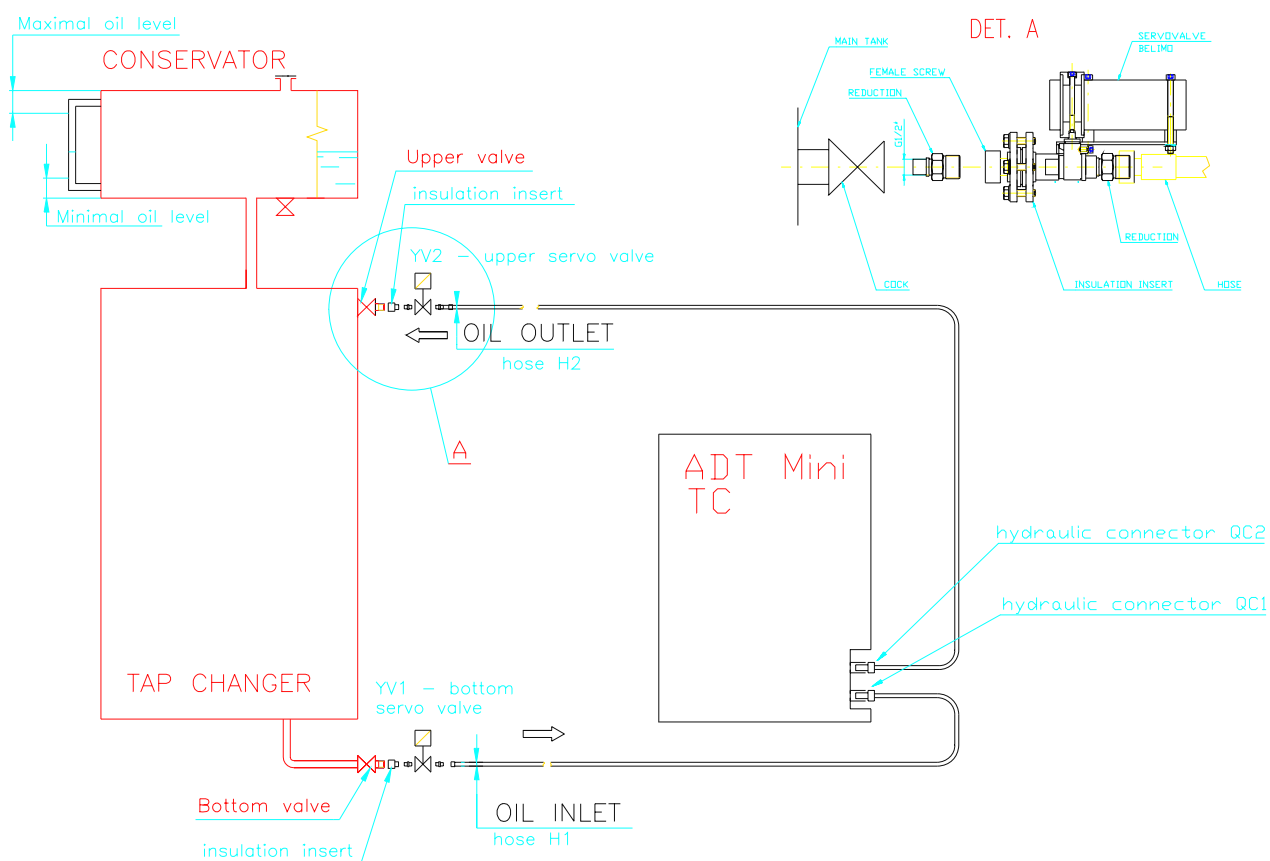 Maximal oil level
CONSERVATOR
Upper valve
insulation insert
Minimal oil level
YV2 - upper servo valve
OIL OUTLET
hose H2
A
DET. A
MAIN TANK
SERVOVALVE
BELIMO
FEMALE SCREW
REDUCTION
G1/2"
COCK
REDUCTION
INSULATION INSERT
HOSE
ADT Mini
TC
hydraulic connector QC2
hydraulic connector QC1
TAP CHANGER
YV1 - bottom
servo valve
Bottom valve
insulation insert
OIL INLET
hose H1